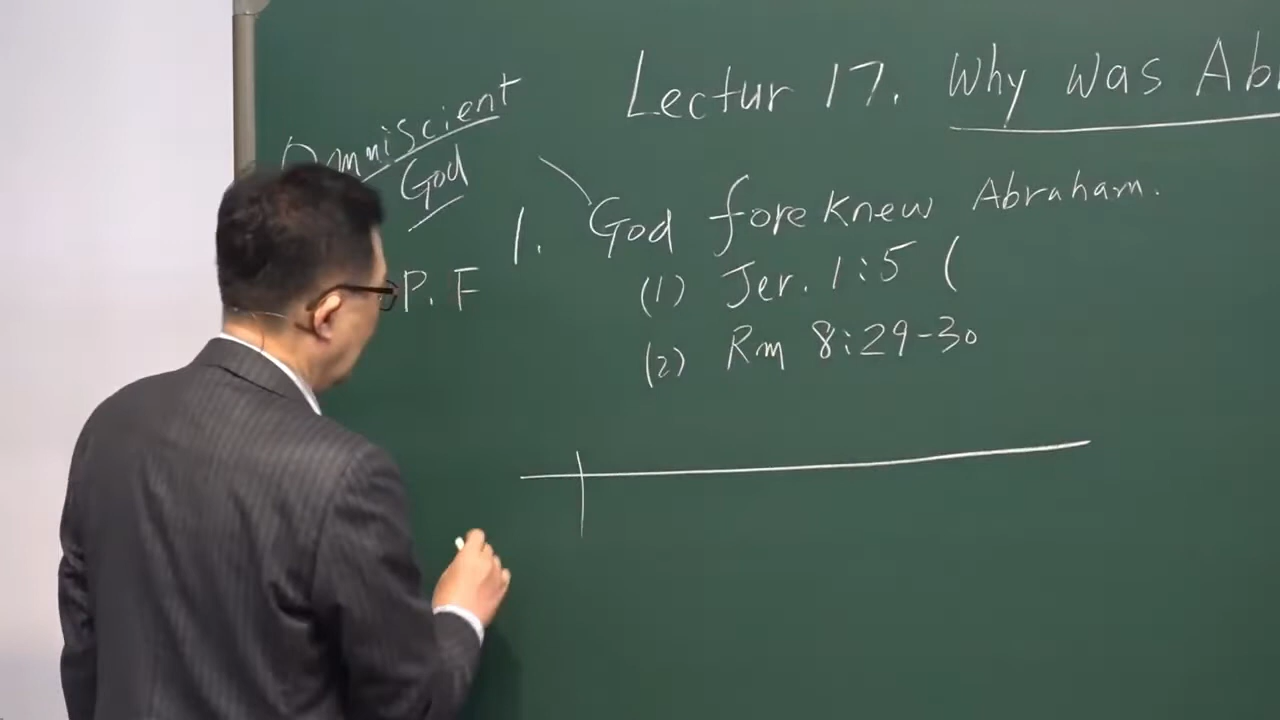 Lectur 17. Why was Ab
Omniscient
God
1. God foreknew Abraham.
P. F
(1) Jer. 1:5 (
(2) Rm 8:29-30